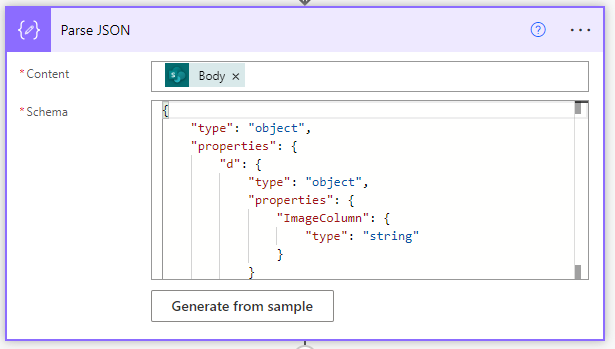 Parse JSON
* Content
Body ×
* Schema
{
"type": "object",
"properties": {
"d": {
"type": "object",
"properties": {
"ImageColumn": {
"type": "string"
}
}
Generate from sample